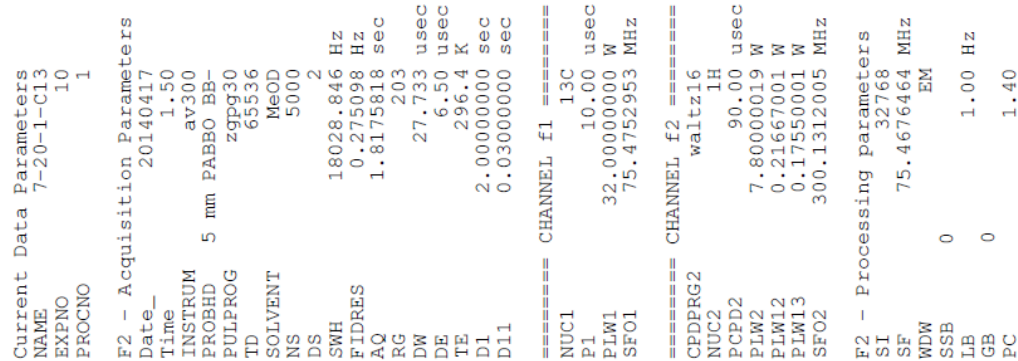 Current Data Parameters
NAME 7-20-1-C13
EXPNO 10
PROCNO 1
F2 - Acquisition Parameters
Date_ 20140417
Time 1.50
INSTRUM av300
PROBHD 5 mm PABBO BB-
PULPROG zgpg30
TD 65536
SOLVENT MeOD
NS 5000
DS 2
SWH 18028.846 Hz
FIDRES 0.275098 Hz
AQ 1.8175818 sec
RG 203
DW 27.733 usec
DE 6.50 usec
TE 296.4 K
D1 2.00000000 sec
D11 0.03000000 sec
======== CHANNEL f1 ========
NUC1 13C
P1 10.00 usec
PLW1 32.00000000 W
SFO1 75.4752953 MHz
======== CHANNEL f2 ========
CPDPRG2 waltz16
NUC2 1H
PCPD2 90.00 usec
PLW2 7.80000019 W
PLW12 0.21667001 W
PLW13 0.17550001 W
SFO2 300.1312005 MHz
F2 - Processing parameters
SI 32768
SF 75.4676464 MHz
WDW EM
SSB 0
LB 1.00 Hz
GB 0
PC 1.40